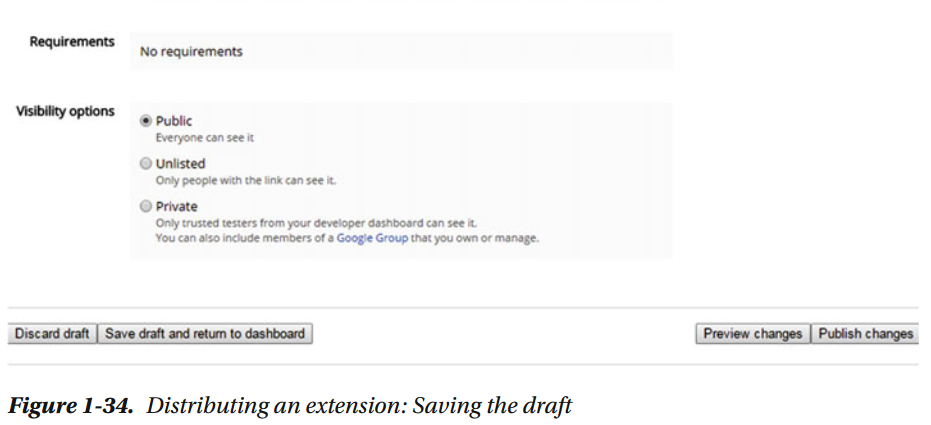 Requirements
No requirements
Visibility options
Public
Everyone can see it
Unlisted
Only people with the link can see it.
Private
Only trusted testers from your developer dashboard can see it.
You can also include members of a Google Group that you own or manage.
Discard draft
Save draft and return to dashboard
Preview changes
Publish changes
Figure 1-34. Distributing an extension: Saving the draft